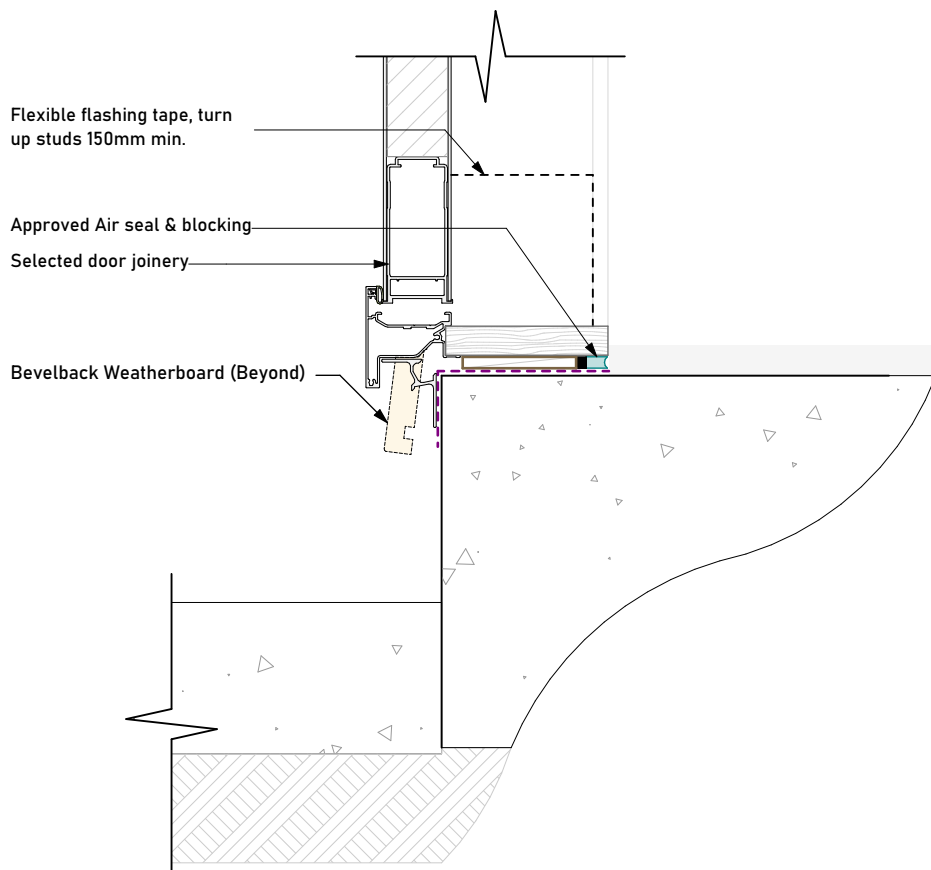 Flexible flashing tape, turn
up studs 150mm min.
Approved Air seal & blocking
Selected door joinery
Bevelback Weatherboard (Beyond)